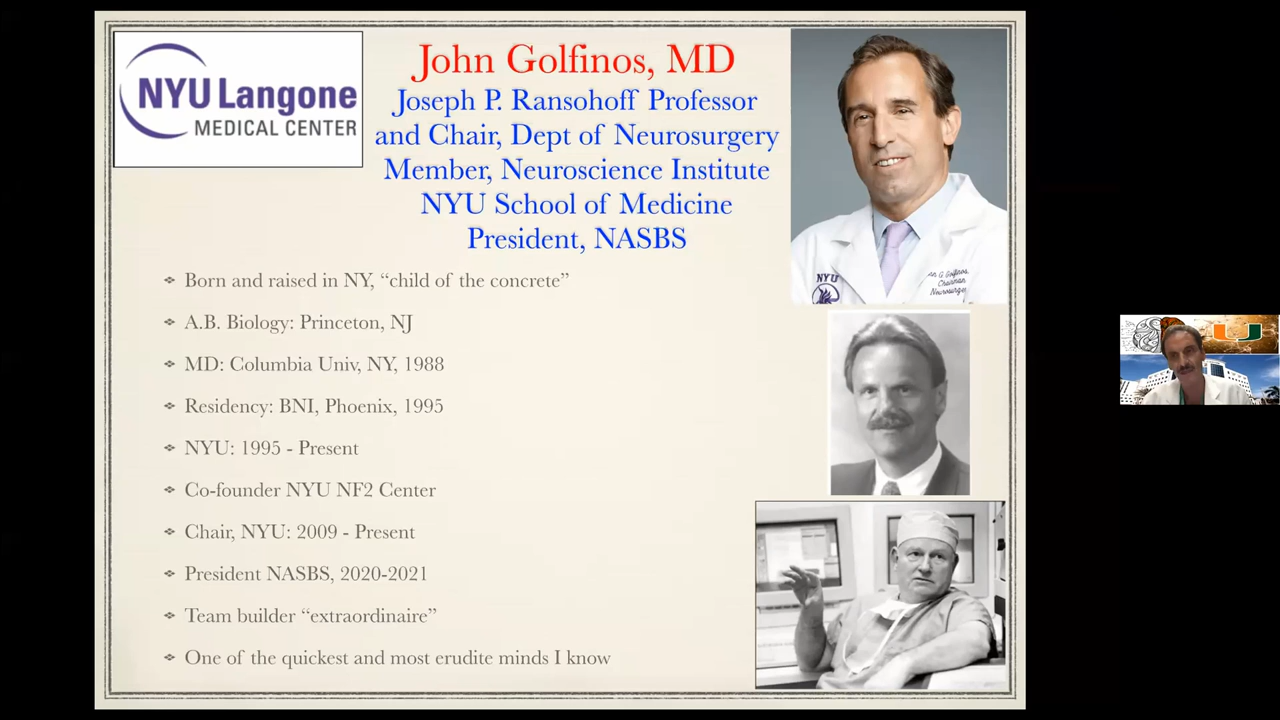 NYU Langone
MEDICAL CENTER
John Golfinos, MD
Joseph P. Ransohoff Professor
and Chair, Dept of Neurosurgery
Member, Neuroscience Institute
NYU School of Medicine
President, NASBS
Born and raised in NY, “child of the concrete”
A.B. Biology: Princeton, NJ
MD: Columbia Univ, NY, 1988
Residency: BNI, Phoenix, 1995
NYU: 1995 - Present
Co-founder NYU NF2 Center
Chair, NYU: 2009 - Present
President NASBS, 2020-2021
Team builder “extraordinaire”
One of the quickest and most erudite minds I know
NYU
G Golfinos,
Chairman